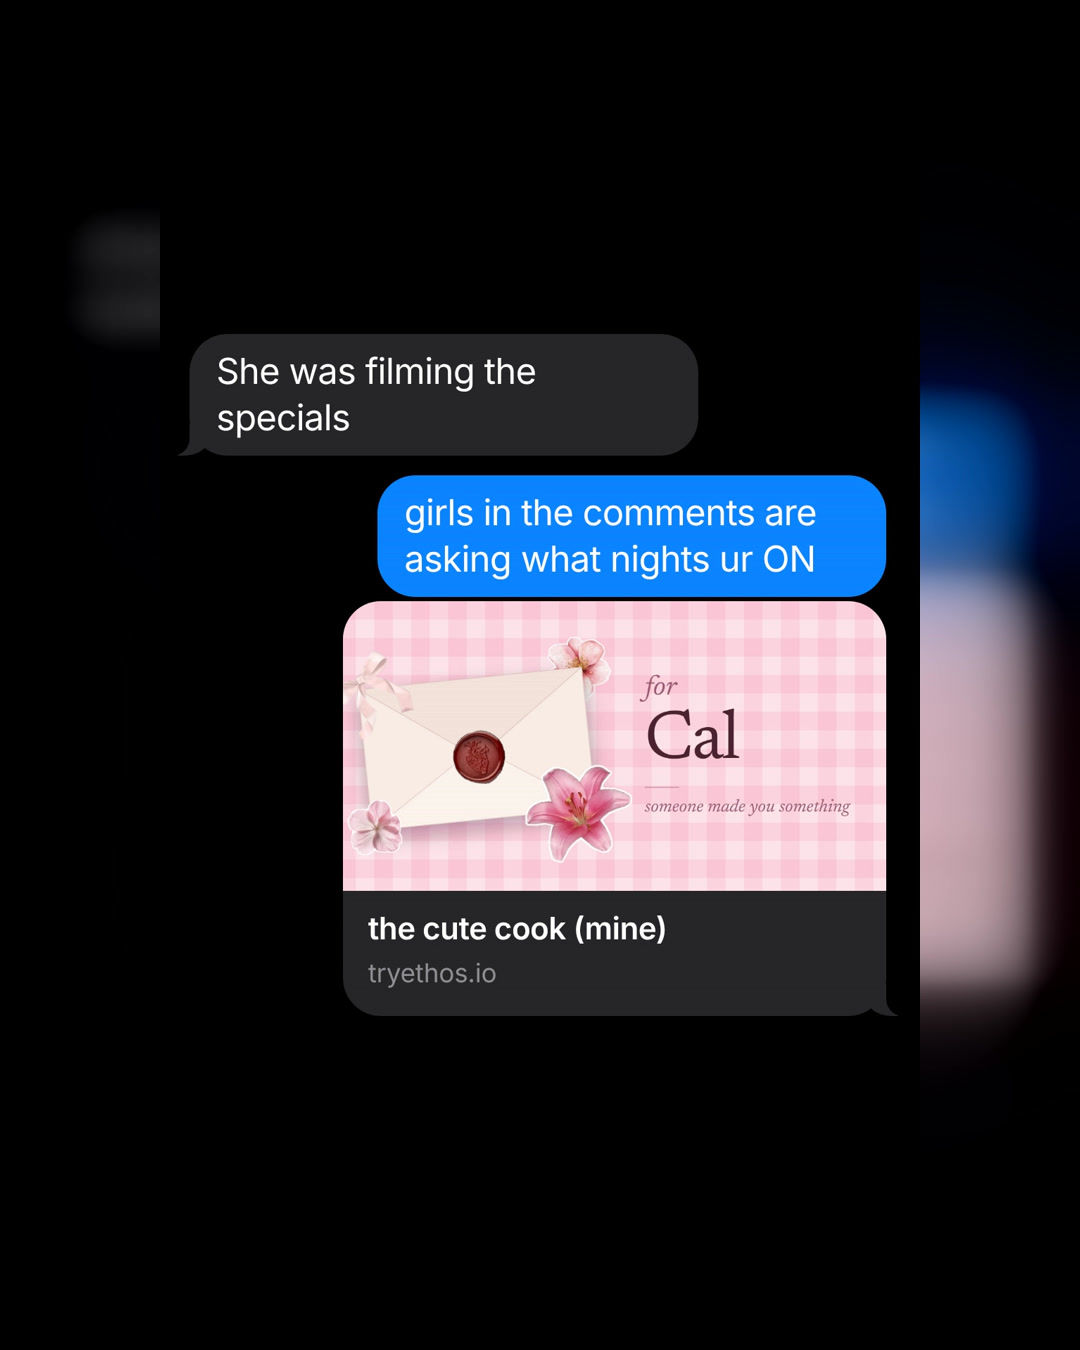 She was filming the
specials
girls in the comments are
asking what nights ur ON
for
Cal
someone made you something
the cute cook (mine)
tryethos.io